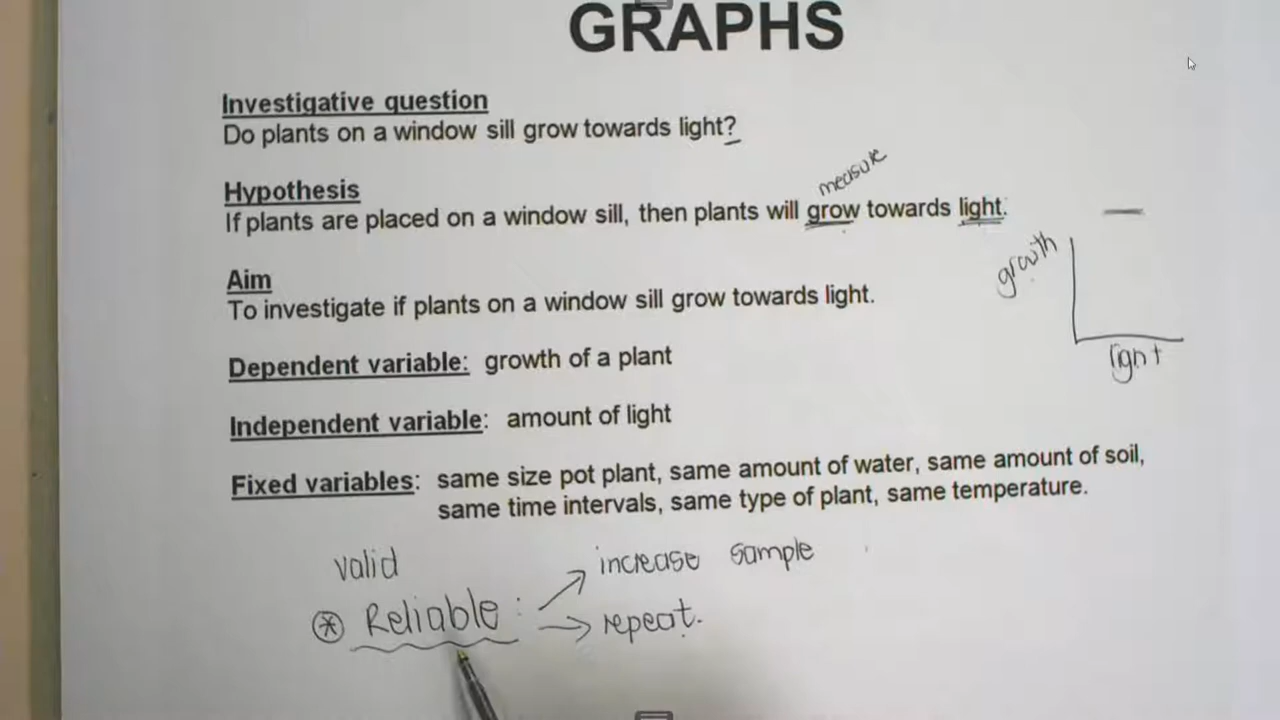 GRAPHS
Investigative question
Do plants on a window sill grow towards light?
Hypothesis
measure
If plants are placed on a window sill, then plants will grow towards light.
Aim
To investigate if plants on a window sill grow towards light.
growth
light
Dependent variable: growth of a plant
Independent variable: amount of light
Fixed variables: same size pot plant, same amount of water, same amount of soil,
same time intervals, same type of plant, same temperature.
valid
* Reliable : → increase sample
→ repeat.